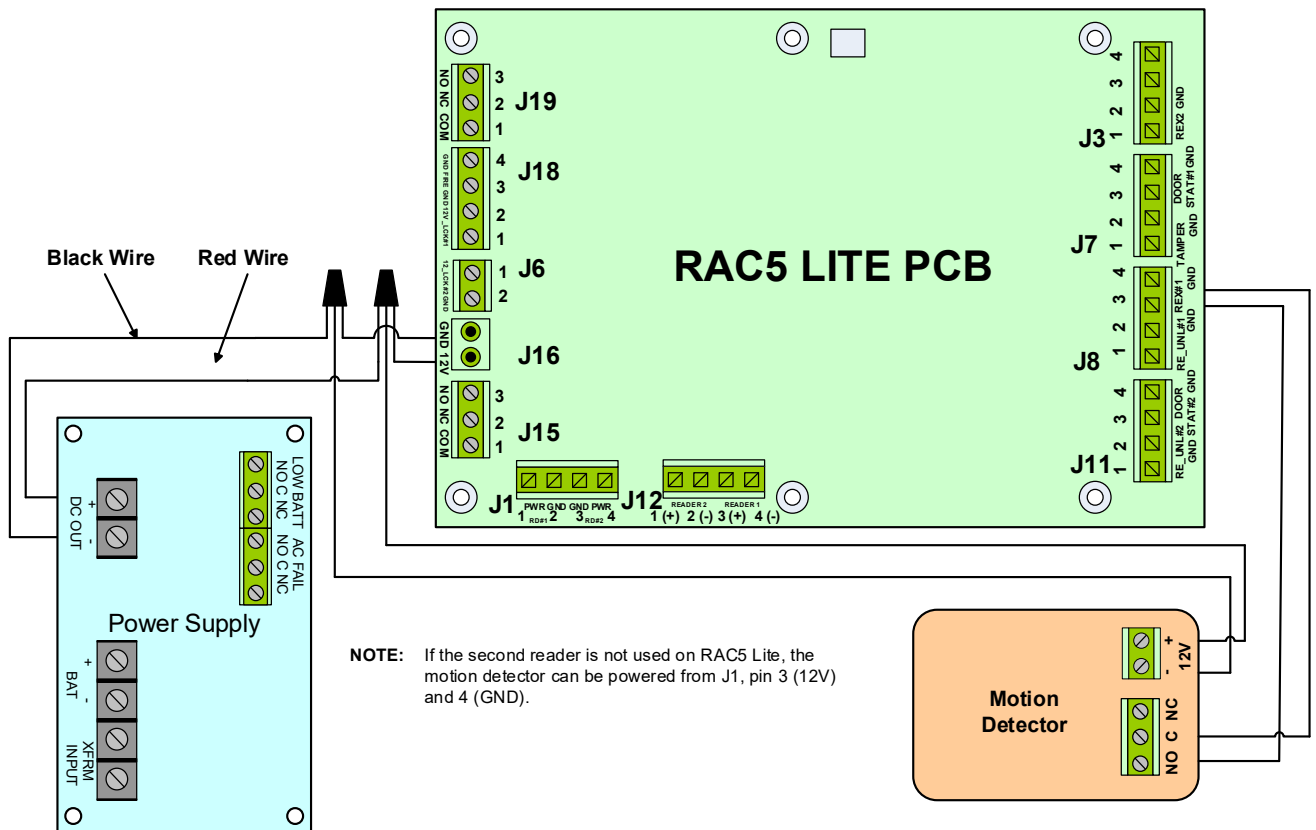 RAC5 LITE PCB
NO NC COM
3
2
1
J19
GND FIRE GND 12V_LCK#1
4
3
2
1
J18
12_LCK#2 GND
1
2
J6
GND 12V
J16
NO NC COM
3
2
1
J15
J1
PWR GND GND PWR
1 RD#1 2 3 RD#2 4
J12
READER 2 READER 1
1 (+) 2 (-) 3 (+) 4 (-)
4
3
2
1
J3
REX2 GND
4
3
2
1
J7
TAMPER DOOR
GND STAT#1 GND
4
3
2
1
J8
RE_UNL#1 REX#1
GND GND
4
3
2
1
J11
RE_UNL#2 DOOR
GND STAT#2 GND
Black Wire
Red Wire
DC OUT
+
-
LOW BATT
NO C NC
AC FAIL
NO C NC
Power Supply
BAT
+
-
XFRM
INPUT
NOTE: If the second reader is not used on RAC5 Lite, the
motion detector can be powered from J1, pin 3 (12V)
and 4 (GND).
Motion
Detector
- +
12V
NO C NC